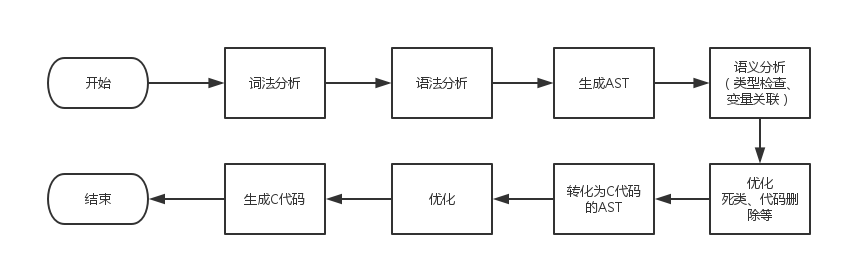 开始
词法分析
语法分析
生成AST
语义分析
（类型检查、
变量关联）
结束
生成C代码
优化
转化为C代码
的AST
优化
死类、代码删
除等